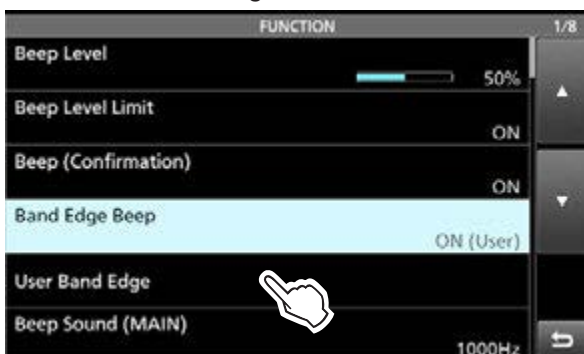 FUNCTION 1/8
Beep Level
50%
Beep Level Limit
ON
Beep (Confirmation)
ON
Band Edge Beep
ON (User)
User Band Edge
Beep Sound (MAIN)
1000Hz